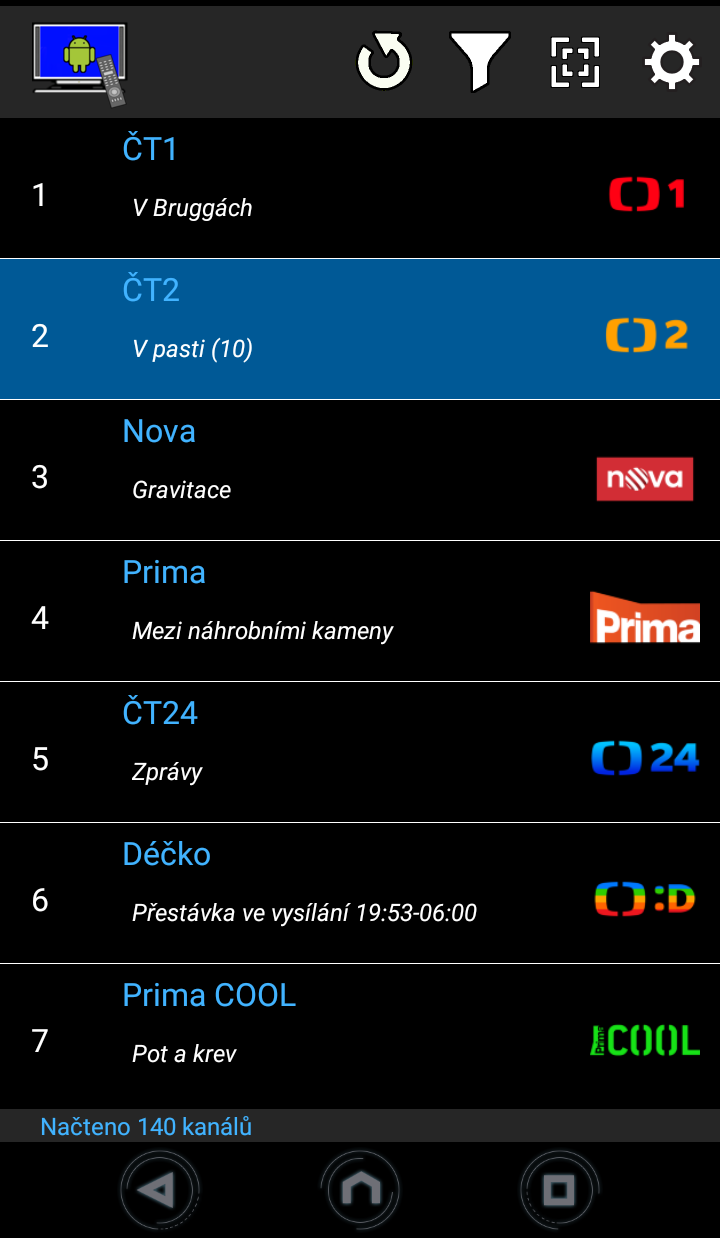 ČT1
1
V Bruggách
1
ČT2
2
V pasti (10)
2
Nova
3
Gravitace
nova
Prima
4
Mezi náhrobními kameny
Prima
ČT24
5
Zprávy
24
Déčko
6
Přestávka ve vysílání 19:53-06:00
:D
Prima COOL
7
Pot a krev
Prima COOL
Načteno 140 kanálů